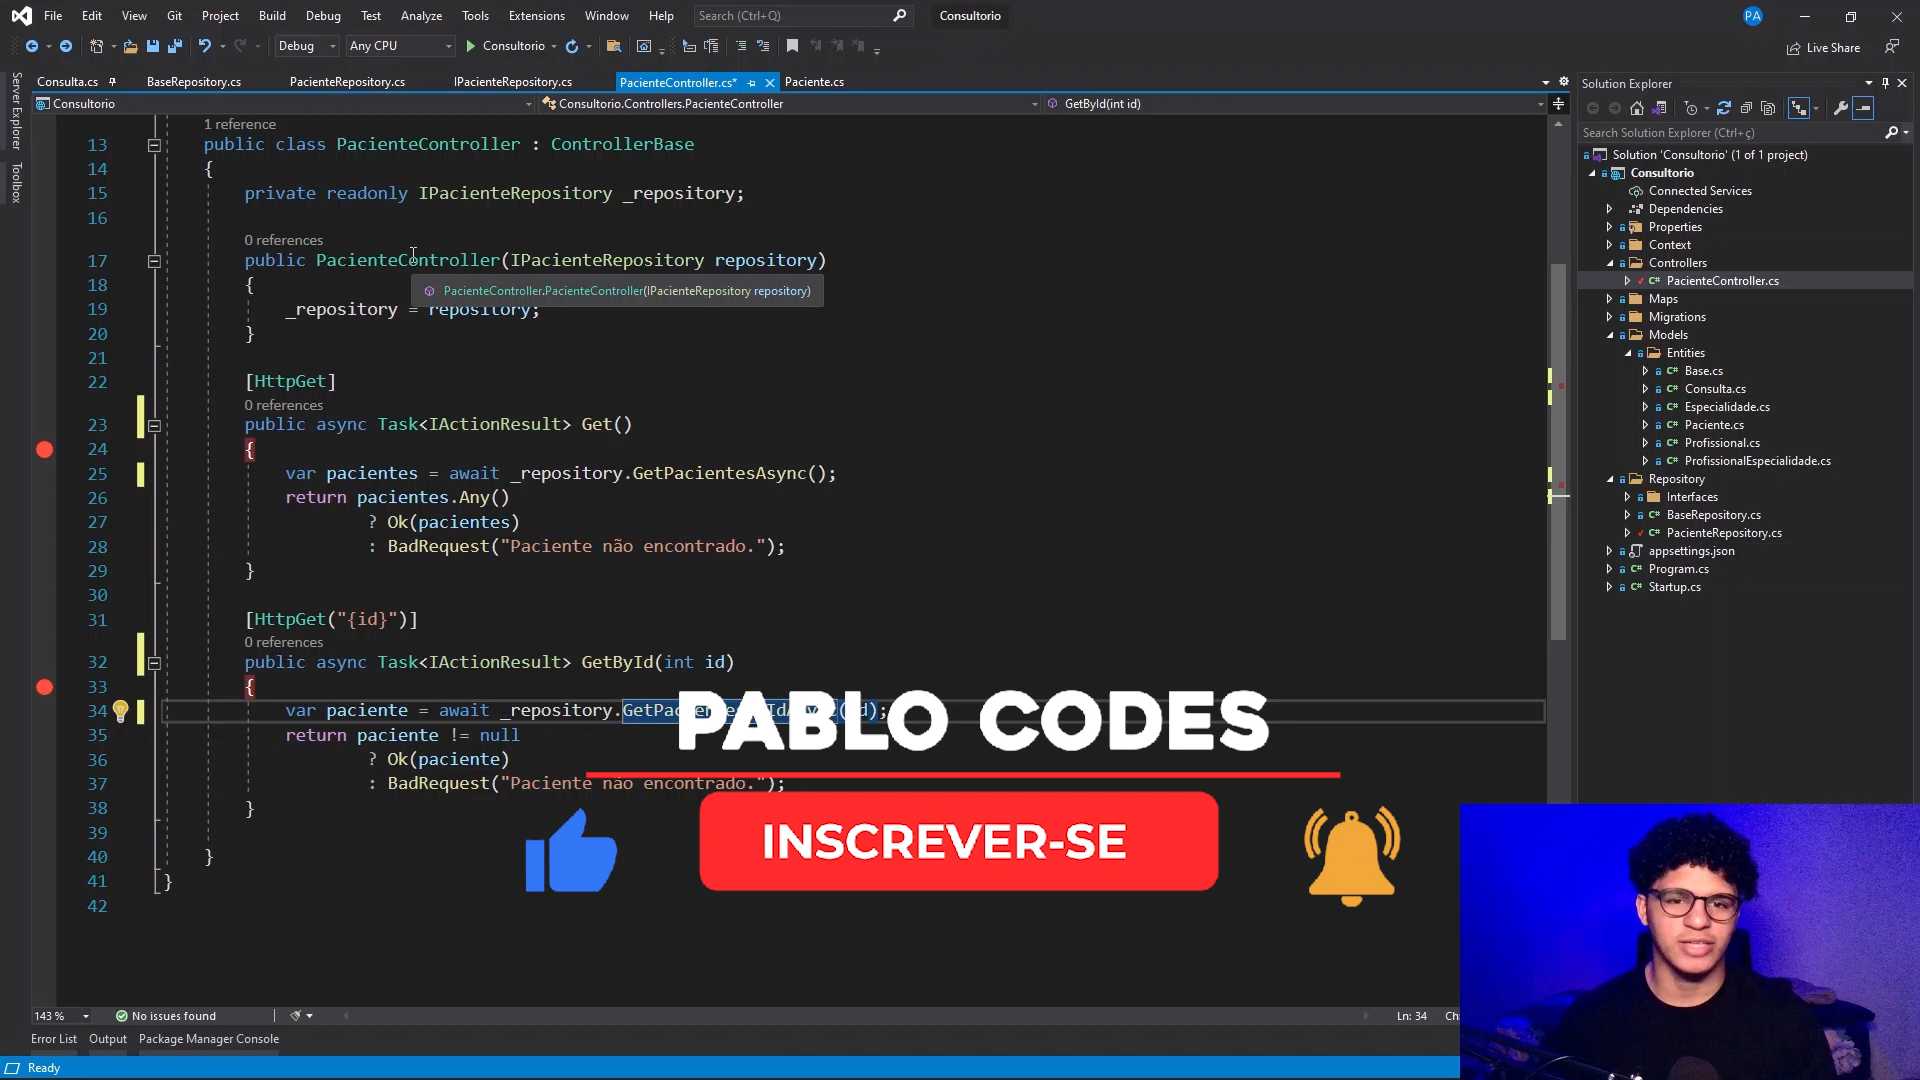 File Edit View Git Project Build Debug Test Analyze Tools Extensions Window Help Search (Ctrl+Q) Consultorio PA
Debug Any CPU Consultorio Live Share
Server Explorer
Toolbox
Consulta.cs BaseRepository.cs PacienteRepository.cs IPacienteRepository.cs PacienteController.cs* Paciente.cs
Consultorio Consultorio.Controllers.PacienteController GetById(int id)
1 reference
13 public class PacienteController : ControllerBase
14 {
15 private readonly IPacienteRepository _repository;
16
0 references
17 public PacienteController(IPacienteRepository repository)
18 {
PacienteController.PacienteController(IPacienteRepository repository)
19 _repository = repository;
20 }
21
22 [HttpGet]
0 references
23 public async Task<IActionResult> Get()
24 {
25 var pacientes = await _repository.GetPacientesAsync();
26 return pacientes.Any()
27 ? Ok(pacientes)
28 : BadRequest("Paciente não encontrado.");
29 }
30
31 [HttpGet("{id}")]
0 references
32 public async Task<IActionResult> GetById(int id)
33 {
34 var paciente = await _repository.
35 return paciente != null
36 ? Ok(paciente)
37 : BadRequest("Paciente não encontrado.");
38 }
39
40 }
41 }
42
PABLO CODES
INSCREVER-SE
Solution Explorer
Search Solution Explorer (Ctrl+ç)
Solution 'Consultorio' (1 of 1 project)
Consultorio
Connected Services
Dependencies
Properties
Context
Controllers
PacienteController.cs
Maps
Migrations
Models
Entities
Base.cs
Consulta.cs
Especialidade.cs
Paciente.cs
Profissional.cs
ProfissionalEspecialidade.cs
Repository
Interfaces
BaseRepository.cs
PacienteRepository.cs
appsettings.json
Program.cs
Startup.cs
143 % No issues found Ln: 34
Error List Output Package Manager Console
Ready